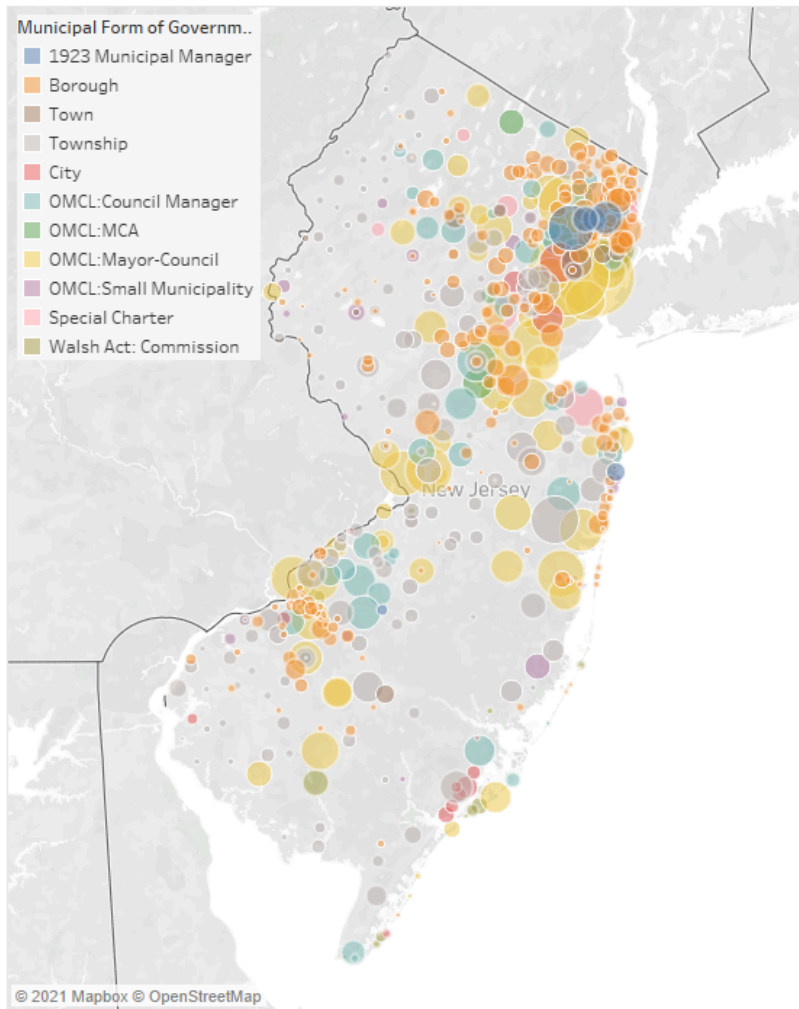 Municipal Form of Governm..
1923 Municipal Manager
Borough
Town
Township
City
OMCL:Council Manager
OMCL:MCA
OMCL:Mayor-Council
OMCL:Small Municipality
Special Charter
Walsh Act: Commission
New Jersey
© 2021 Mapbox © OpenStreetMap